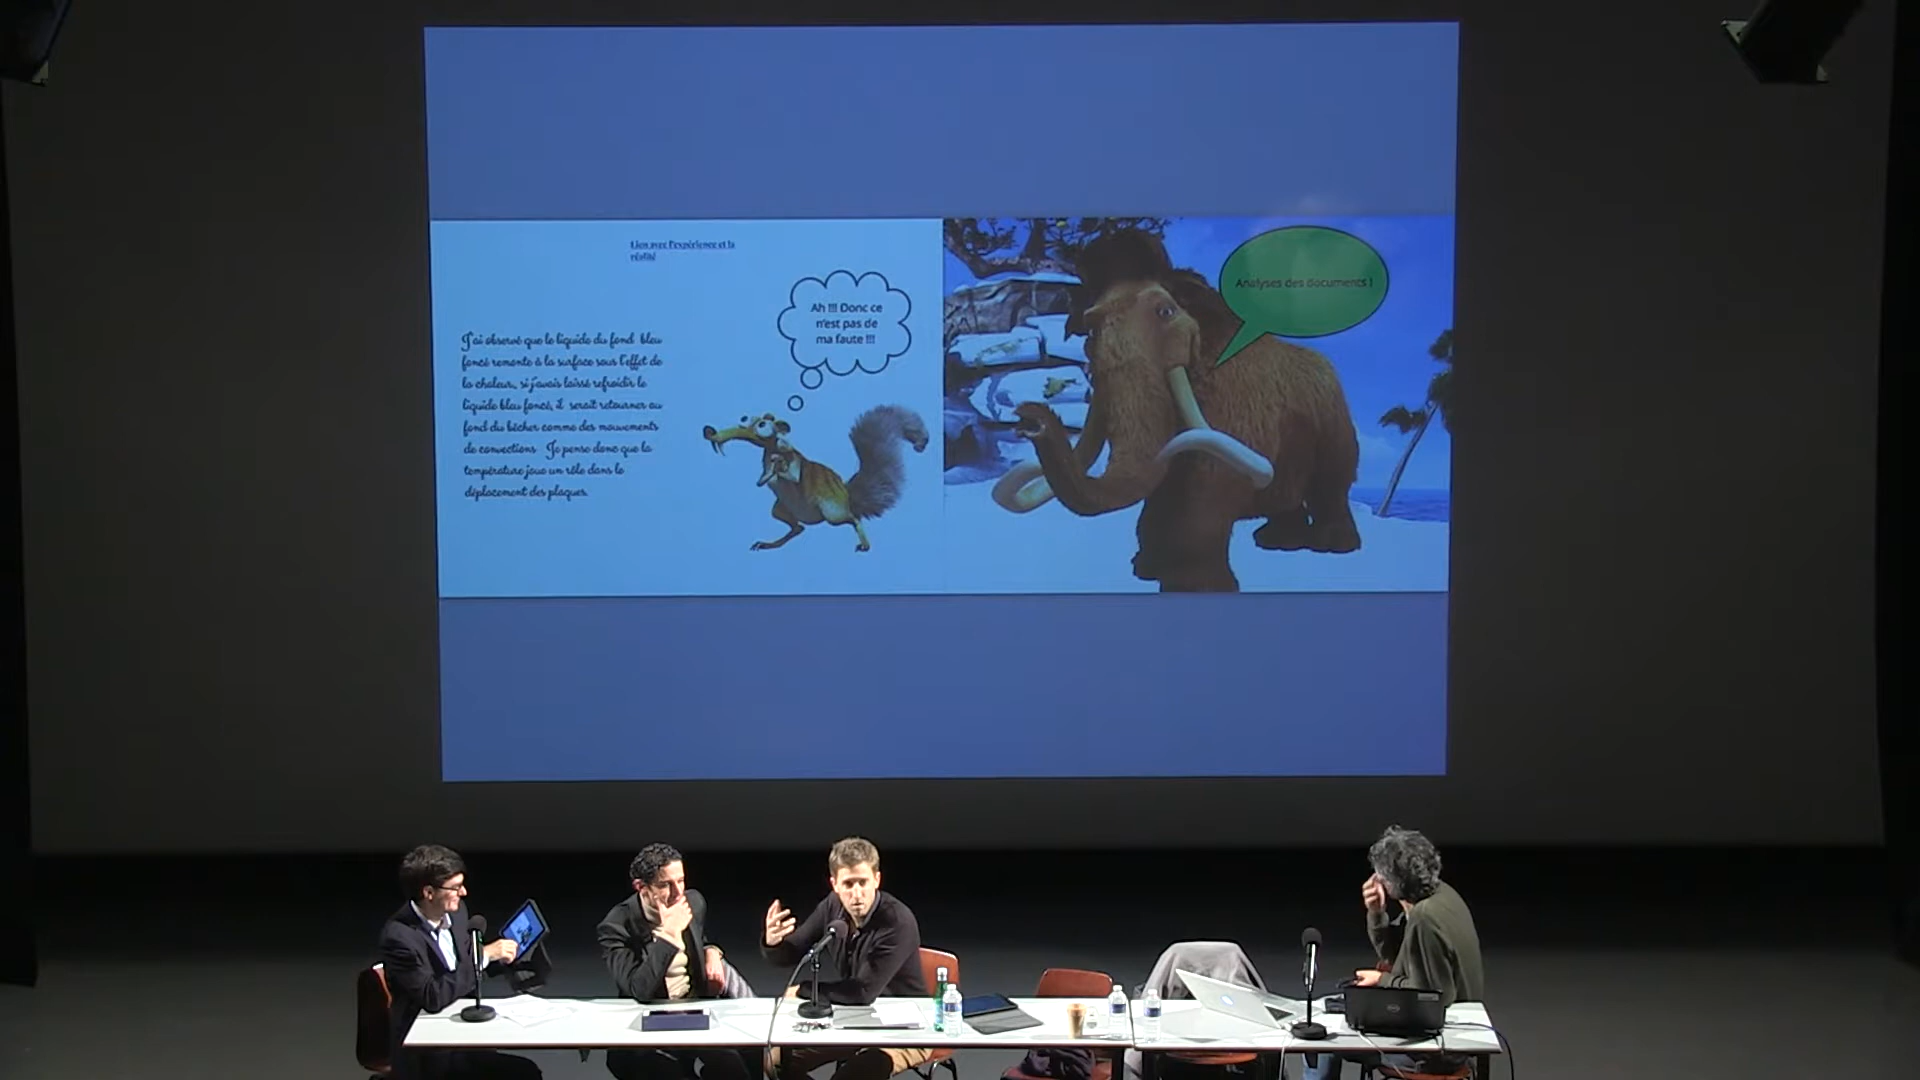 Lien avec l'expérience et la
réalité
Ah !!! Donc ce
n'est pas de
ma faute !!!
J'ai observé que le liquide du fond bleu
foncé remonte à la surface sous l'effet de
la chaleur, si j'avais laissé refroidir le
liquide bleu foncé, il serait retourner au
fond du bêcher comme des mouvements
de convections Je pense donc que la
température joue un rôle dans le
déplacement des plaques.
Analyses des documents !